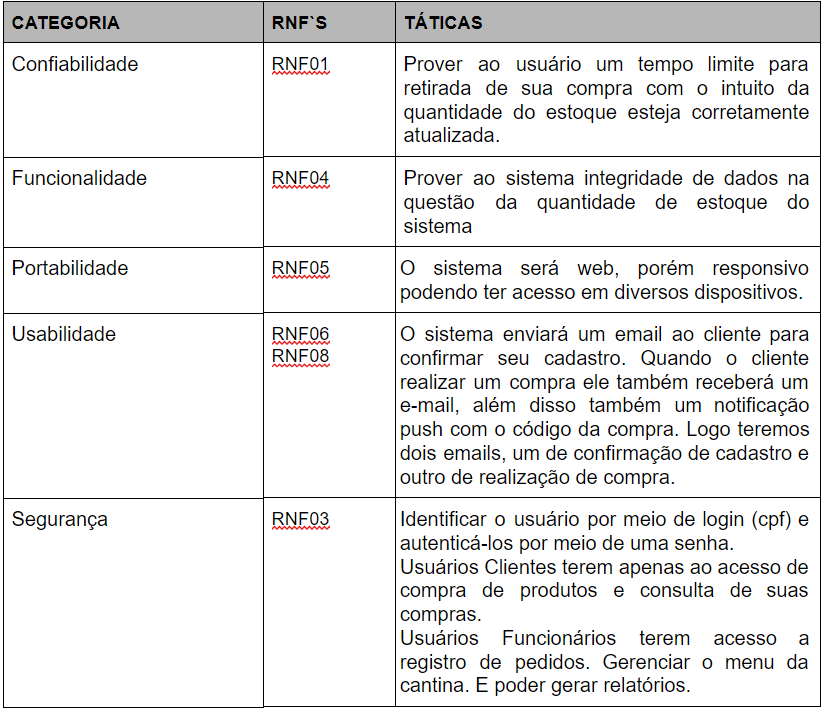 CATEGORIA RNF`S TÁTICAS
Confiabilidade RNF01 Prover ao usuário um tempo limite para
retirada de sua compra com o intuito da
quantidade do estoque esteja corretamente
atualizada.
Funcionalidade RNF04 Prover ao sistema integridade de dados na
questão da quantidade de estoque do
sistema
Portabilidade RNF05 O sistema será web, porém responsivo
podendo ter acesso em diversos dispositivos.
Usabilidade RNF06 O sistema enviará um email ao cliente para
RNF08 confirmar seu cadastro. Quando o cliente
realizar um compra ele também receberá um
e-mail, além disso também um notificação
push com o código da compra. Logo teremos
dois emails, um de confirmação de cadastro e
outro de realização de compra.
Segurança RNF03 Identificar o usuário por meio de login (cpf) e
autenticá-los por meio de uma senha.
Usuários Clientes terem apenas ao acesso de
compra de produtos e consulta de suas
compras.
Usuários Funcionários terem acesso a
registro de pedidos. Gerenciar o menu da
cantina. E poder gerar relatórios.